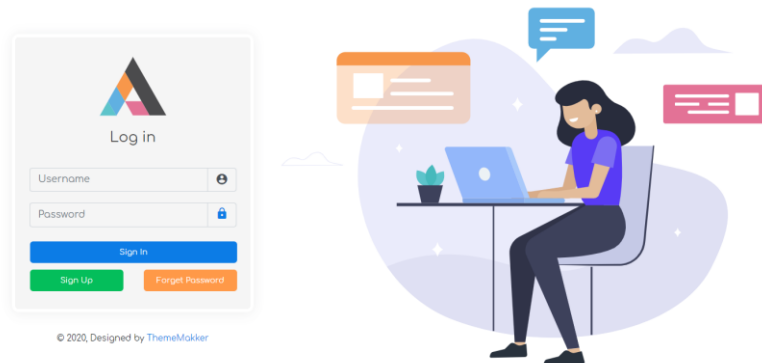 Log in
Username
Password
Sign In
Sign Up
Forget Password
© 2020, Designed by ThemeMakker